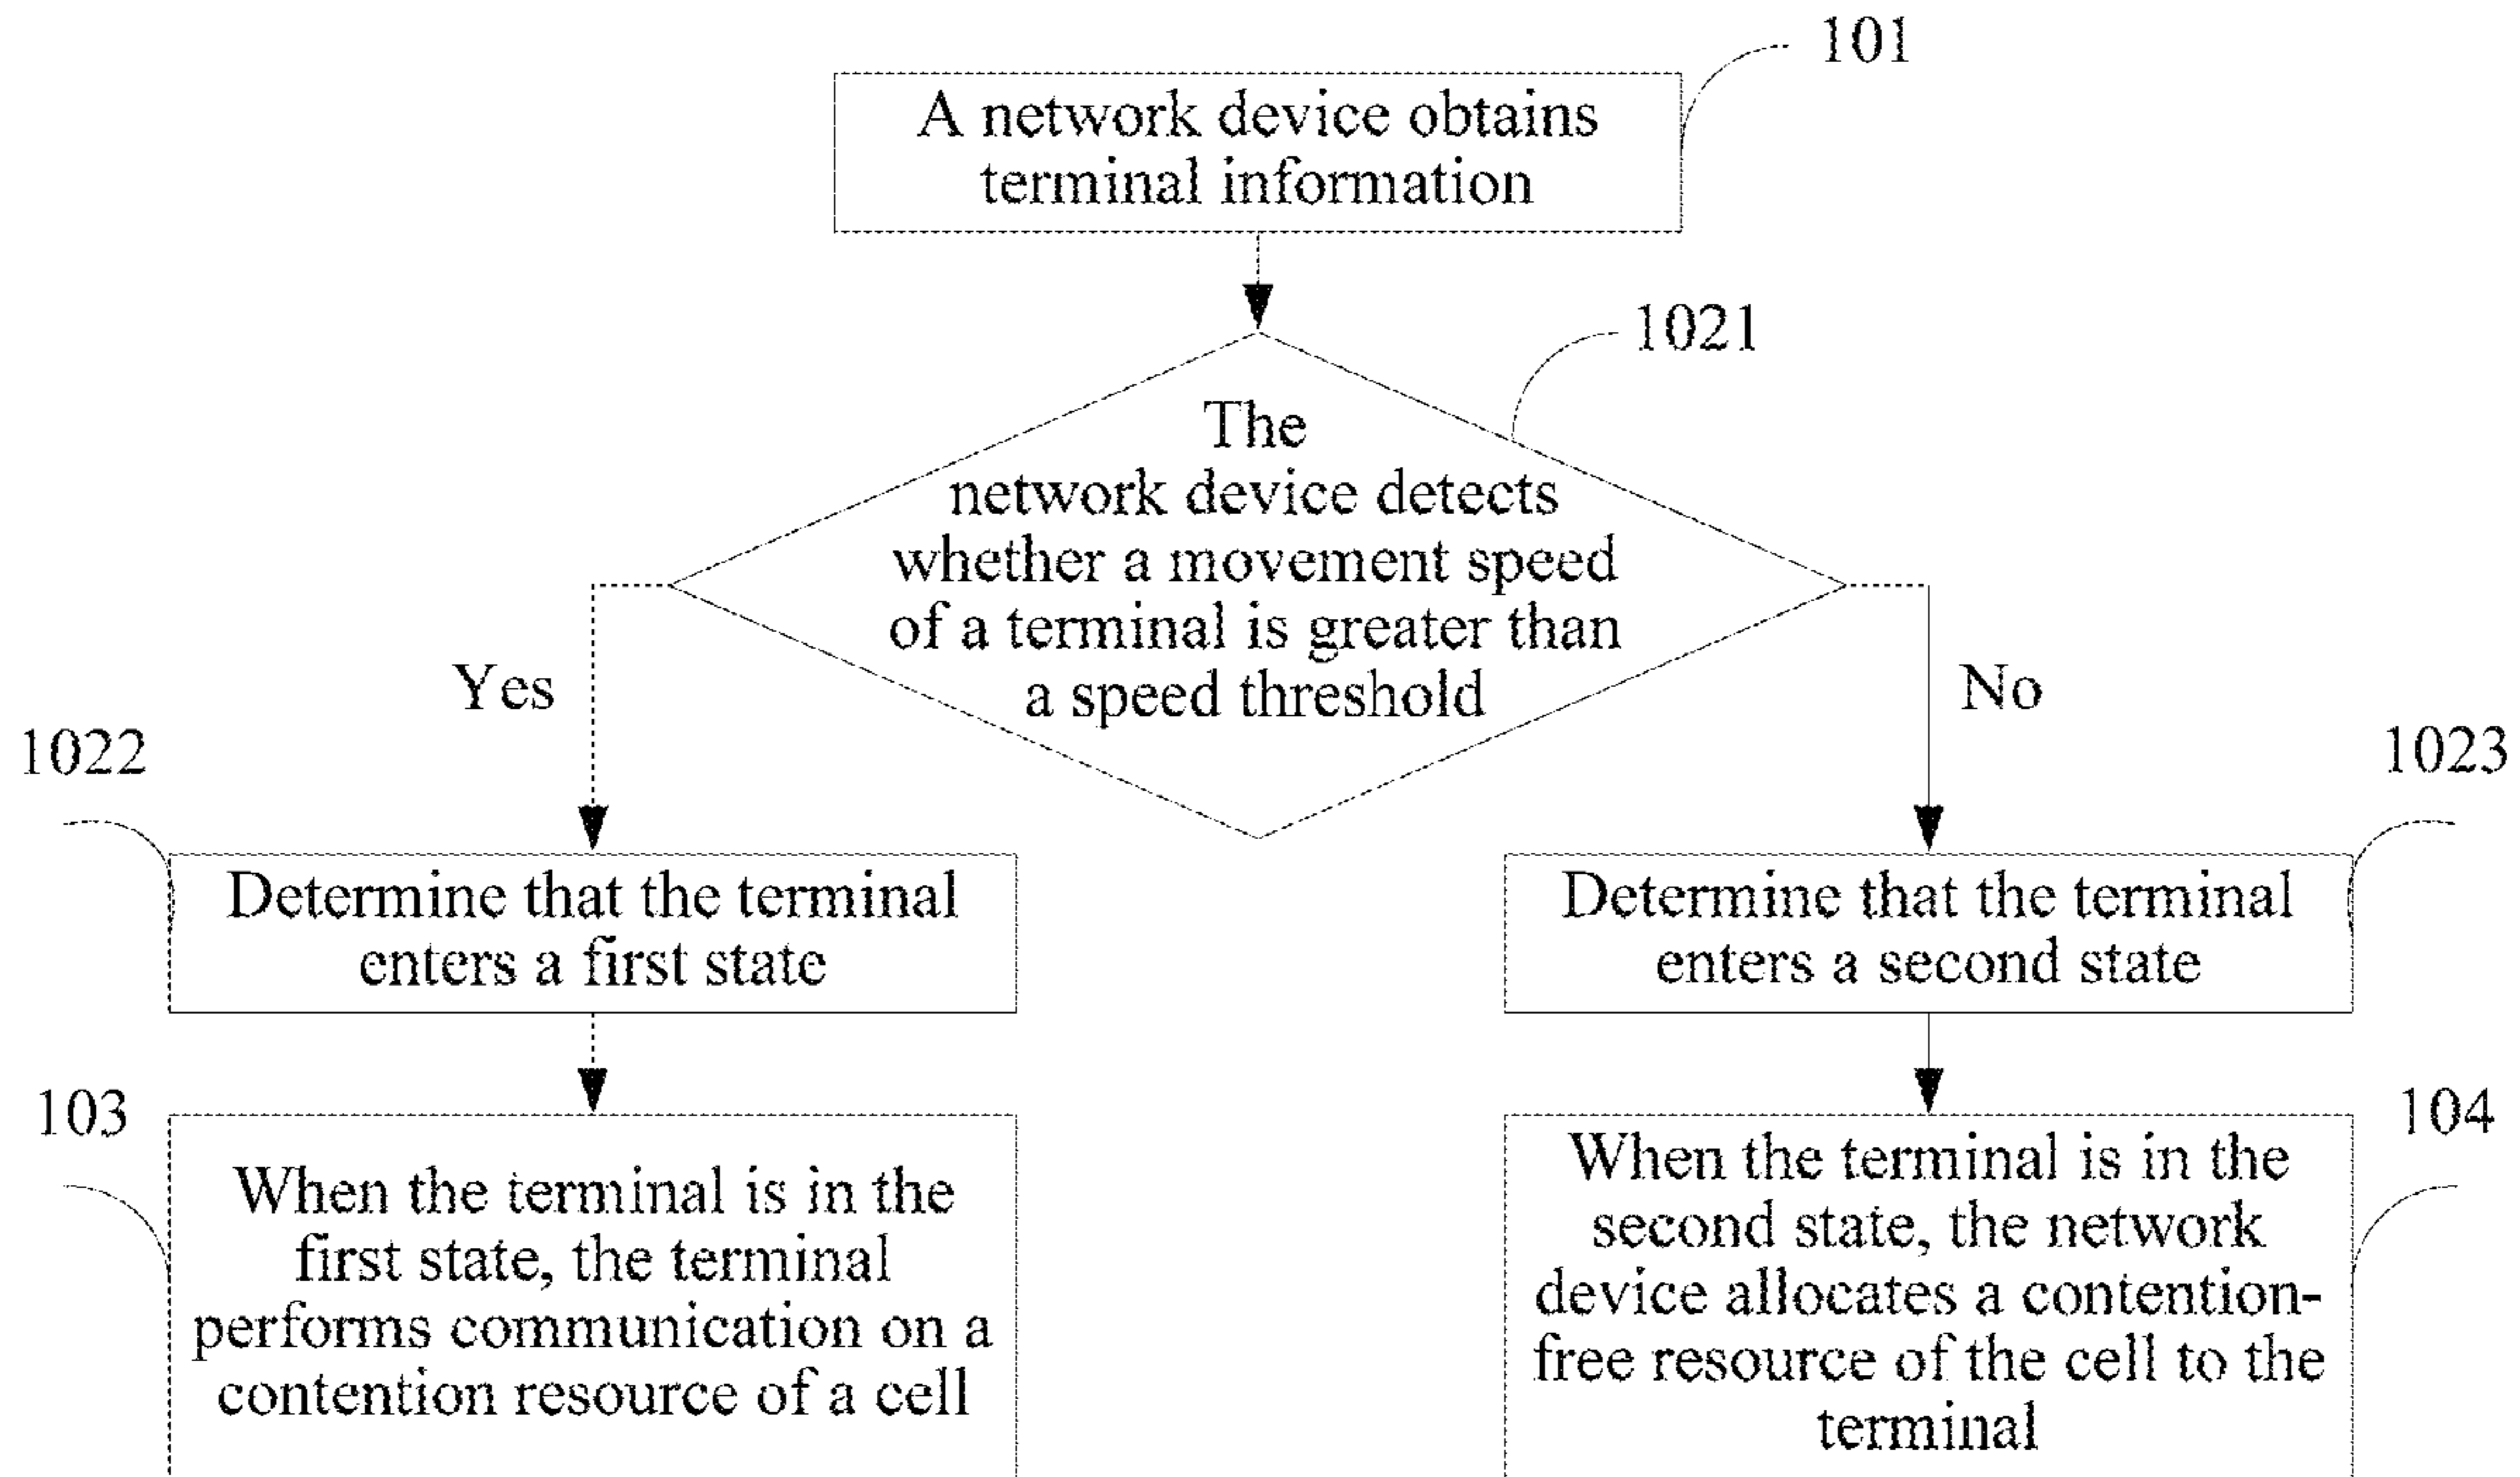 101
A network device obtains
terminal information
1021
The
network device detects
whether a movement speed
of a terminal is greater than
a speed threshold
Yes
No
1022
1023
Determine that the terminal
enters a first state
Determine that the terminal
enters a second state
103
104
When the terminal is in the
first state, the terminal
performs communication on a
contention resource of a cell
When the terminal is in the
second state, the network
device allocates a contention-
free resource of the cell to the
terminal